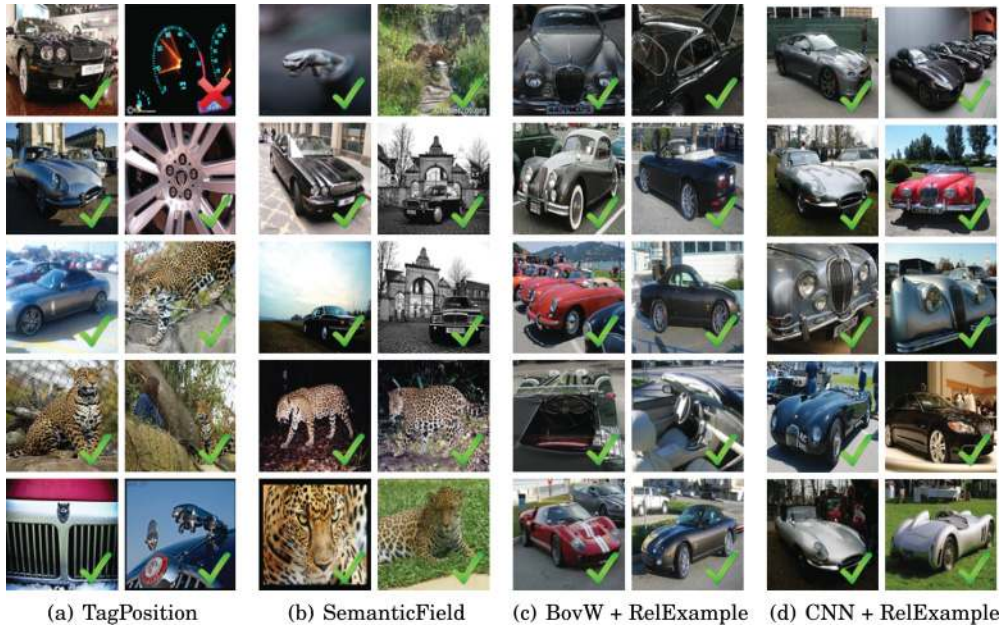 (a) TagPosition
(b) SemanticField
(c) BovW + RelExample
(d) CNN + RelExample